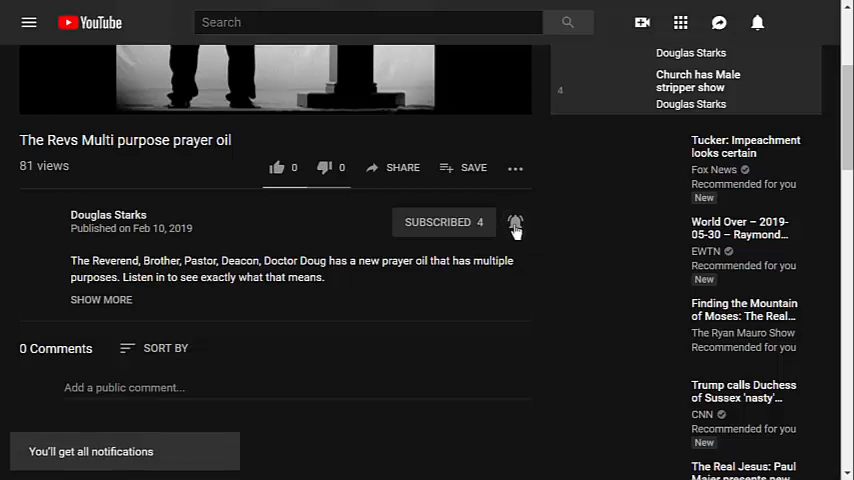 YouTube
Search
Douglas Starks
4
Church has Male
stripper show
Douglas Starks
The Revs Multi purpose prayer oil
81 views
0
0
SHARE
SAVE
Douglas Starks
Published on Feb 10, 2019
SUBSCRIBED 4
The Reverend, Brother, Pastor, Deacon, Doctor Doug has a new prayer oil that has multiple
purposes. Listen in to see exactly what that means.
SHOW MORE
0 Comments
SORT BY
Add a public comment...
You'll get all notifications
Tucker: Impeachment
looks certain
Fox News
Recommended for you
New
World Over – 2019-
05-30 – Raymond...
EWTN
Recommended for you
New
Finding the Mountain
of Moses: The Real...
The Ryan Mauro Show
Recommended for you
Trump calls Duchess
of Sussex 'nasty'...
CNN
Recommended for you
New
The Real Jesus: Paul
Maier presents new